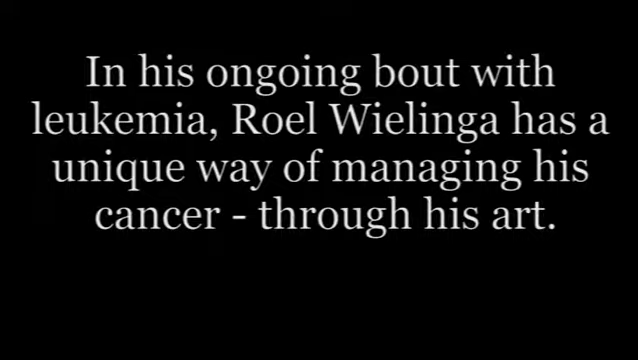 In his ongoing bout with
leukemia, Roel Wielinga has a
unique way of managing his
cancer - through his art.